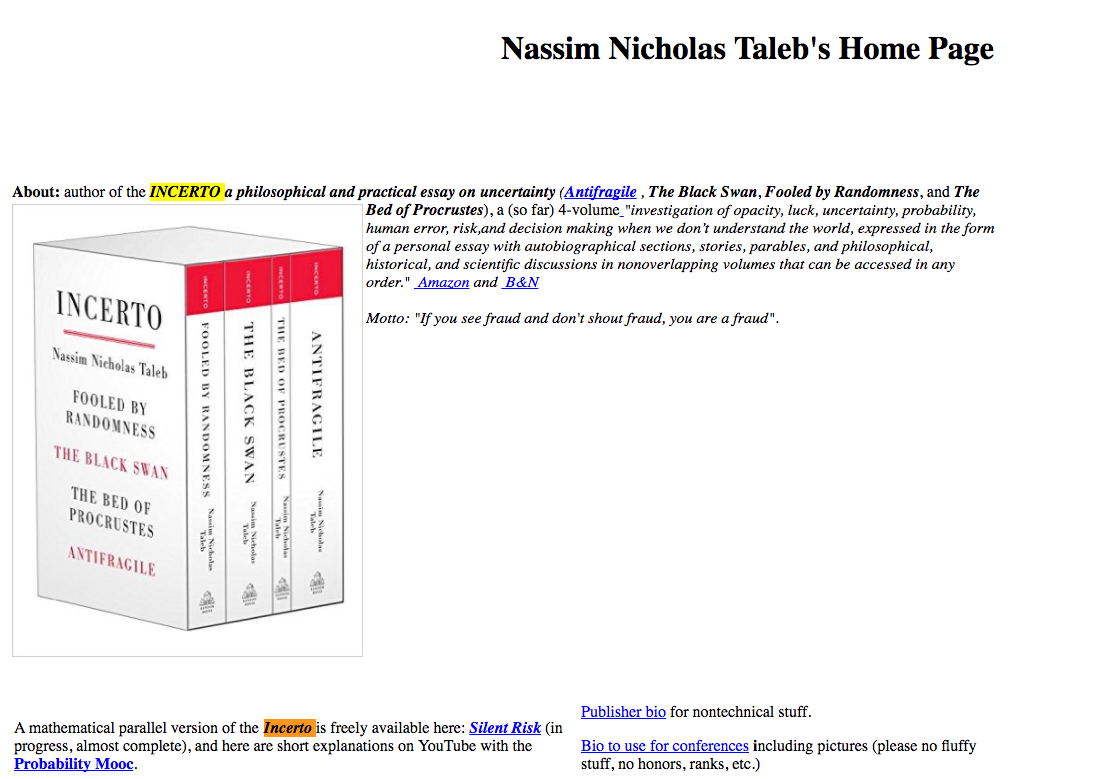 Nassim Nicholas Taleb's Home Page
About: author of the INCERTO a philosophical and practical essay on uncertainty (Antifragile , The Black Swan, Fooled by Randomness, and The
Bed of Procrustes), a (so far) 4-volume "investigation of opacity, luck, uncertainty, probability,
human error, risk,and decision making when we don't understand the world, expressed in the form
of a personal essay with autobiographical sections, stories, parables, and philosophical,
historical, and scientific discussions in nonoverlapping volumes that can be accessed in any
order." Amazon and B&N
Motto: "If you see fraud and don't shout fraud, you are a fraud".
INCERTO
Nassim Nicholas Taleb
FOOLED BY
RANDOMNESS
THE BLACK SWAN
THE BED OF
PROCRUSTES
ANTIFRAGILE
INCERTO
FOOLED BY RANDOMNESS
Nassim Nicholas
Taleb
INCERTO
THE BLACK SWAN
Nassim Nicholas
Taleb
INCERTO
THE BED OF PROCRUSTES
Nassim Nicholas
Taleb
INCERTO
ANTIFRAGILE
Nassim Nicholas
Taleb
A mathematical parallel version of the Incerto is freely available here: Silent Risk (in
progress, almost complete), and here are short explanations on YouTube with the
Probability Mooc.
Publisher bio for nontechnical stuff.
Bio to use for conferences including pictures (please no fluffy
stuff, no honors, ranks, etc.)